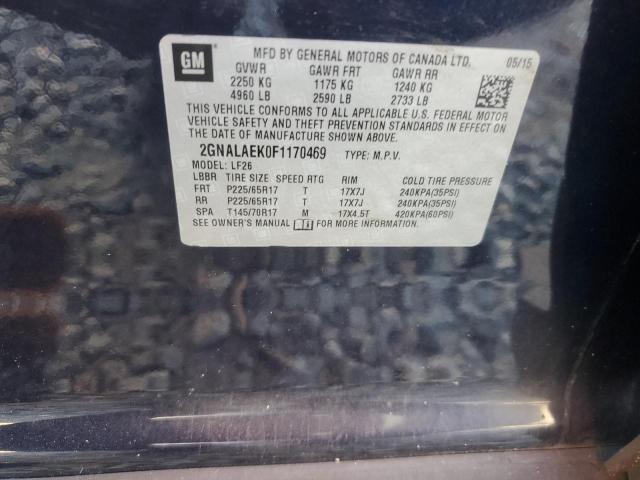 GM
MFD BY GENERAL MOTORS OF CANADA LTD. 05/15
GVWR GAWR FRT GAWR RR
2250 KG 1175 KG 1240 KG
4960 LB 2590 LB 2733 LB
THIS VEHICLE CONFORMS TO ALL APPLICABLE U.S. FEDERAL MOTOR
VEHICLE SAFETY AND THEFT PREVENTION STANDARDS IN EFFECT ON
THE DATE OF MANUFACTURE SHOWN ABOVE.
2GNALAEK0F1170469 TYPE: M.P.V.
MODEL: LF26
LBBR TIRE SIZE SPEED RTG RIM COLD TIRE PRESSURE
FRT P225/65R17 T 17X7J 240KPA(35PSI)
RR P225/65R17 T 17X7J 240KPA(35PSI)
SPA T145/70R17 M 17X4.5T 420KPA(60PSI)
SEE OWNER'S MANUAL FOR MORE INFORMATION.